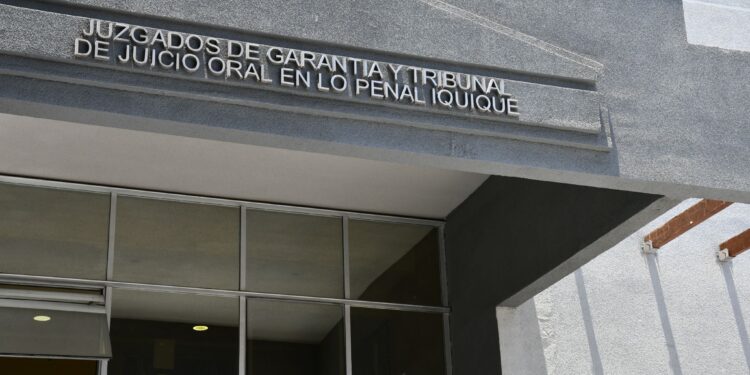 JUZGADOS DE GARANTIA Y TRIBUNAL
DE JUICIO ORAL EN LO PENAL IQUIQUE